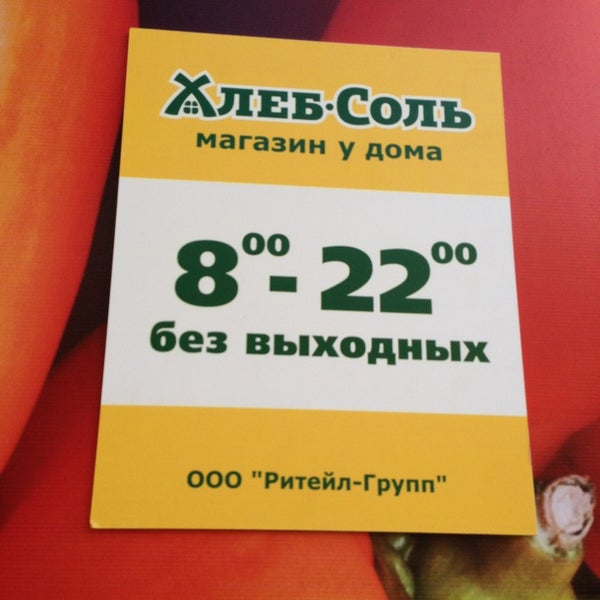 Хлеб·Соль
магазин у дома
8⁰⁰ - 22⁰⁰
без выходных
ООО "Ритейл-Групп"